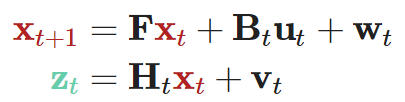 x_{t+1} = Fx_t + B_t u_t + w_t
z_t = H_t x_t + v_t